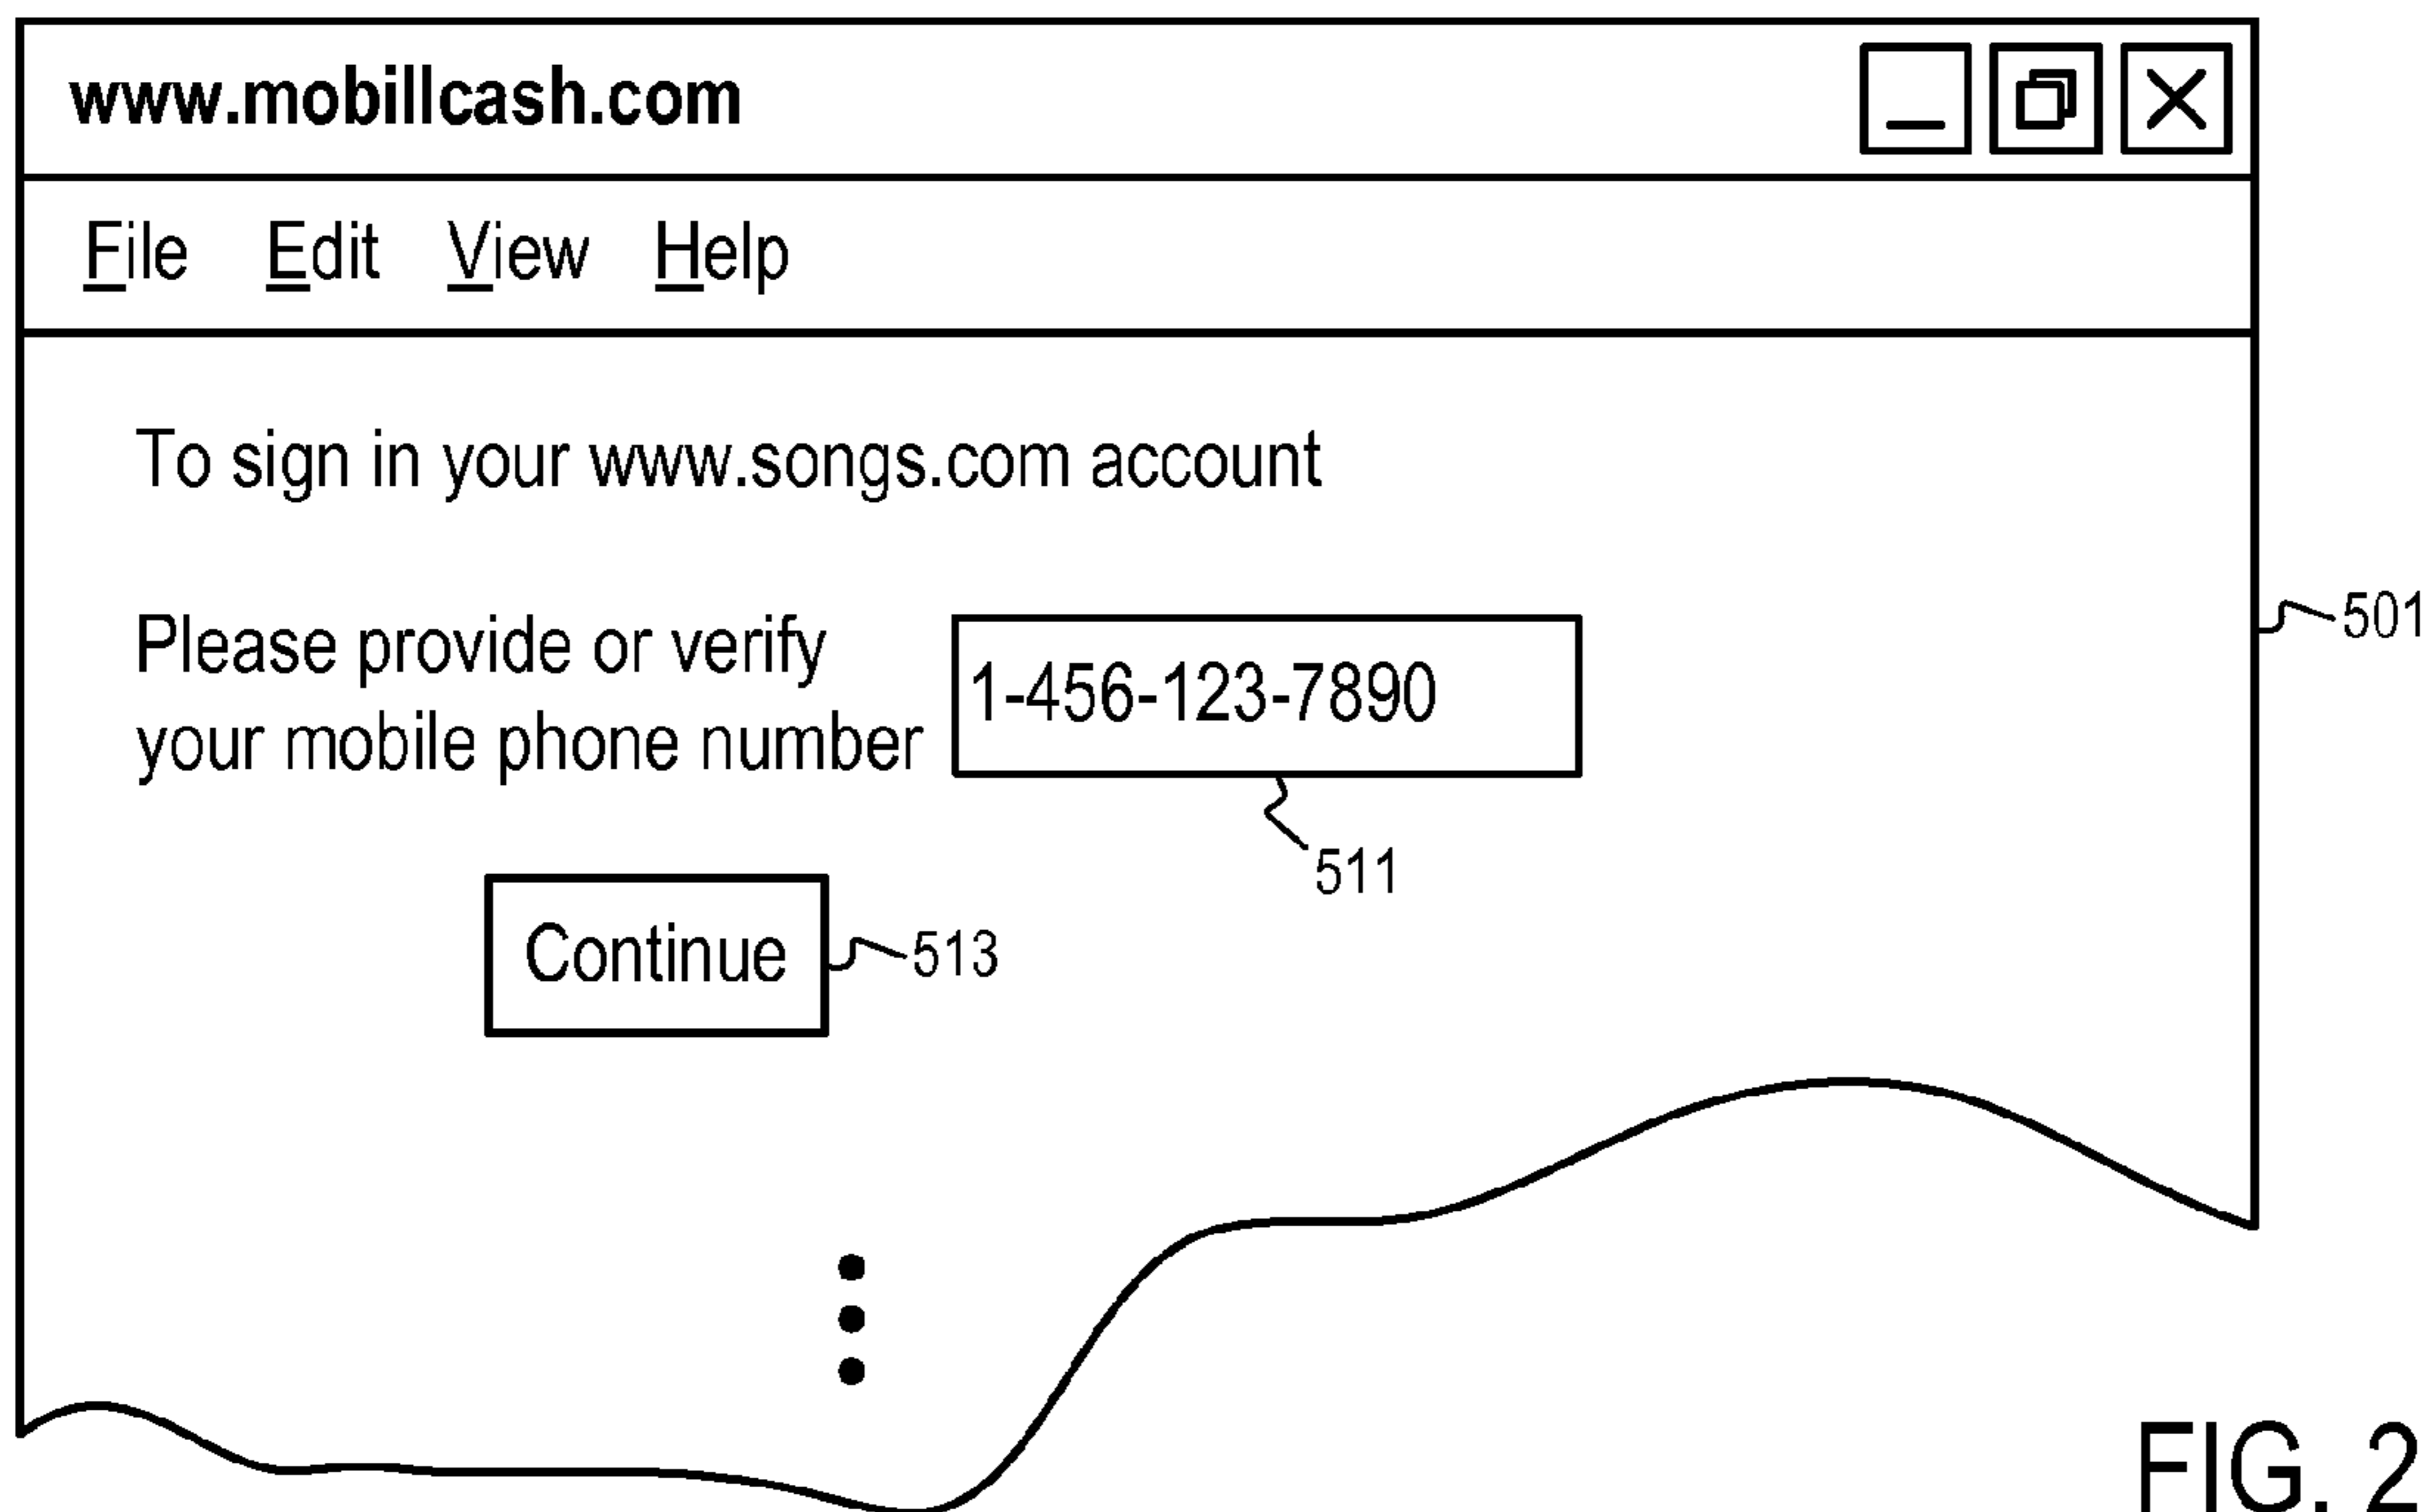 www.mobillcash.com
File Edit View Help
To sign in your www.songs.com account
Please provide or verify
your mobile phone number
1-456-123-7890
501
511
Continue
513
FIG. 2